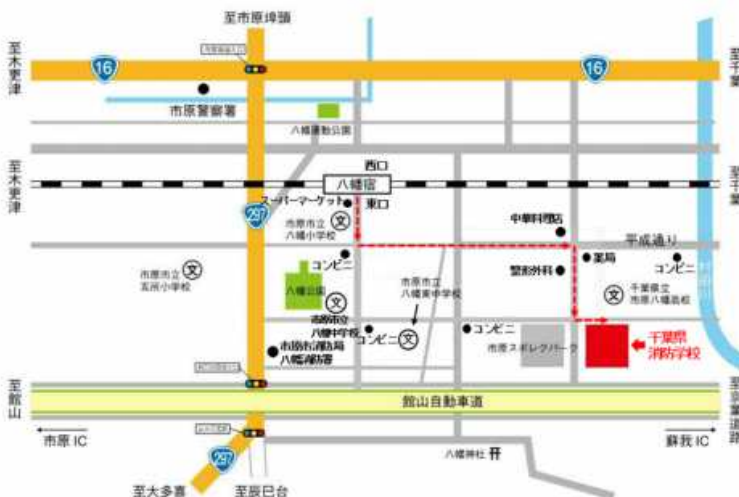 至市原埠頭
至木更津
16
16
至千葉
市原警察署
八幡運動公園
西口
至木更津
八幡宿
至千葉
スーパーマーケット
東口
297
市原市立
八幡小学校
文
中華料理店
平成通り
コンビニ
薬局
コンビニ
市原市立
五所小学校
文
八幡公園
市原市立
八幡東中学校
整形外科
文
千葉県立
市原八幡高校
文
市原市立
八幡中学校
コンビニ
文
コンビニ
市原スポレクパーク
千葉県
消防学校
市原市消防局
八幡消防署
至館山
館山自動車道
至京葉道路
市原 IC
蘇我 IC
八幡神社
297
至大多喜
至辰巳台